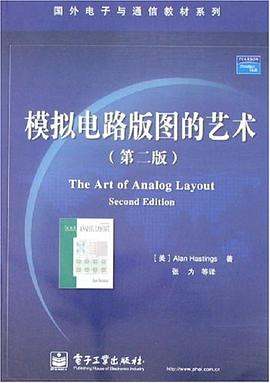 国外电子与通信教材系列
PEARSON
模拟电路版图的艺术
（第二版）
The Art of Analog Layout
Second Edition
［美］ Alan Hastings 著
张为 等译
電子工業出版社
Publishing House of Electronics Industry
http://www.phei.com.cn